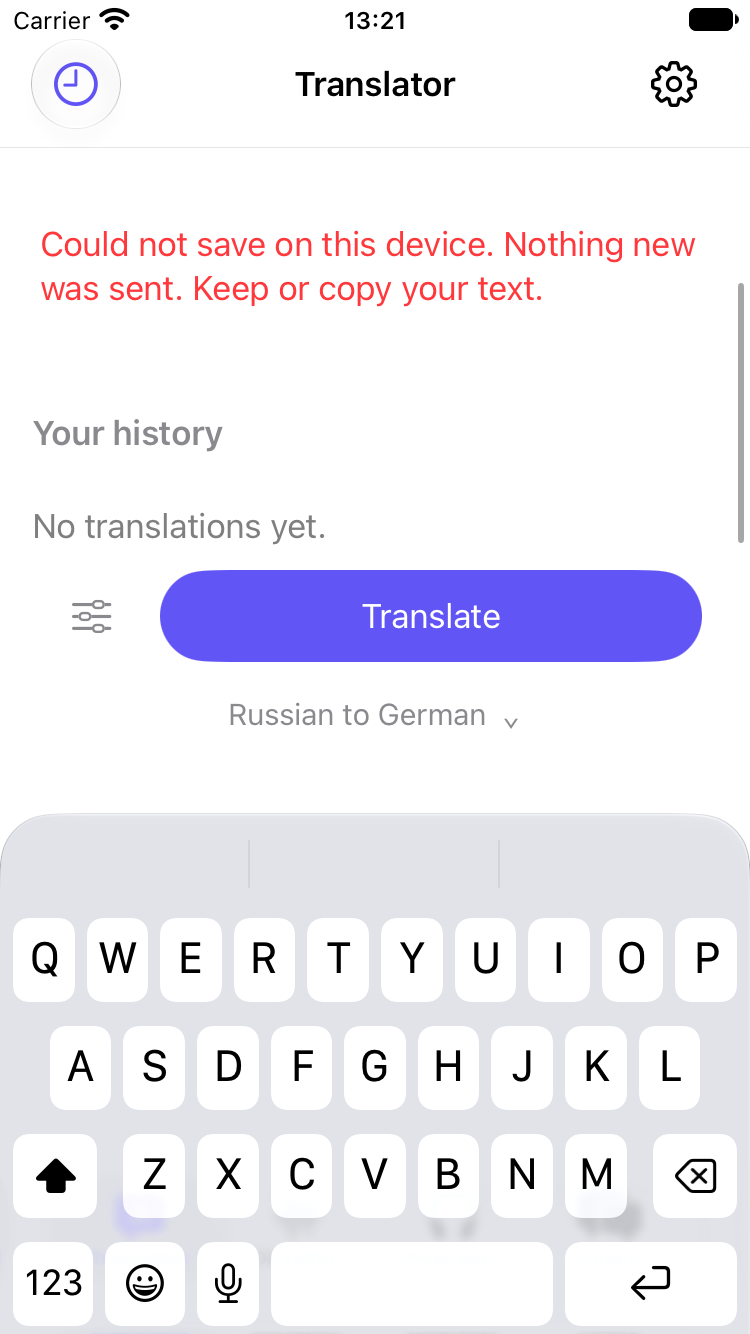 Carrier 13:21
Translator
Could not save on this device. Nothing new
was sent. Keep or copy your text.
Your history
No translations yet.
Translate
Russian to German
Q W E R T Y U I O P
A S D F G H J K L
Z X C V B N M
123